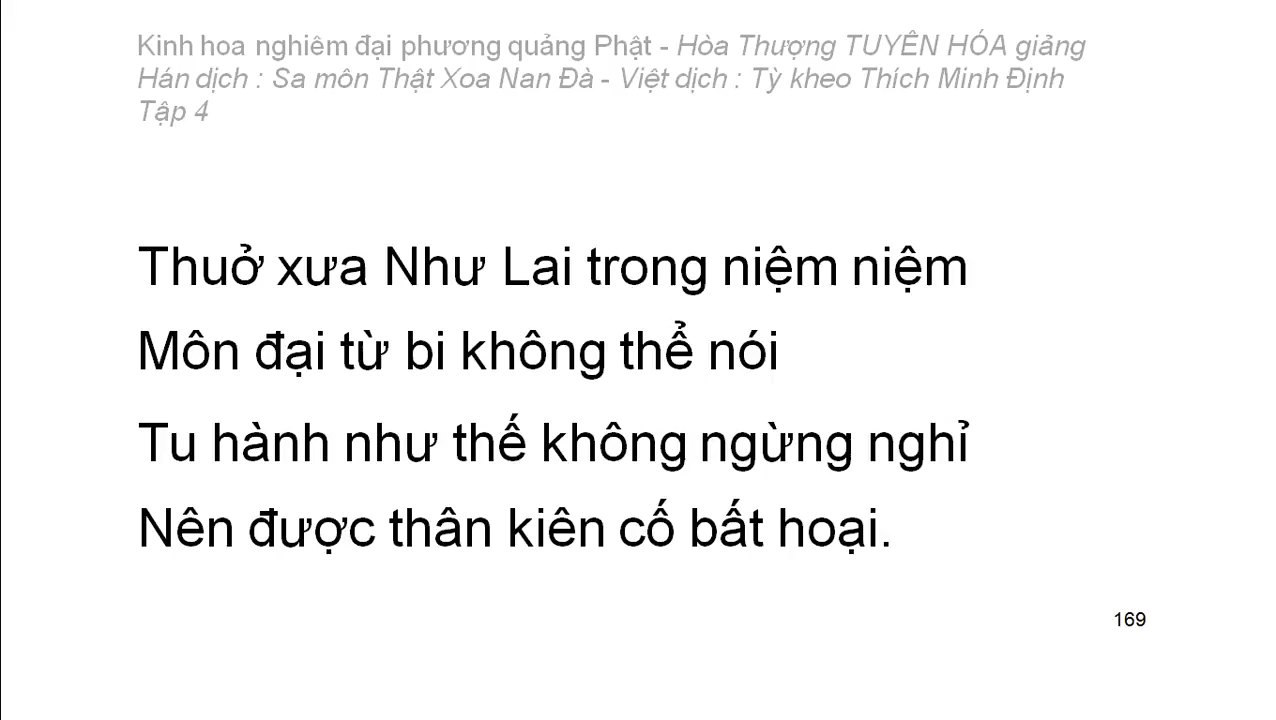 Kinh hoa nghiêm đại phương quảng Phật - Hòa Thượng TUYÊN HÓA giảng
Hán dịch : Sa môn Thật Xoa Nan Đà - Việt dịch : Tỳ kheo Thích Minh Định
Tập 4
Thuở xưa Như Lai trong niệm niệm
Môn đại từ bi không thể nói
Tu hành như thế không ngừng nghỉ
Nên được thân kiên cố bất hoại.
169